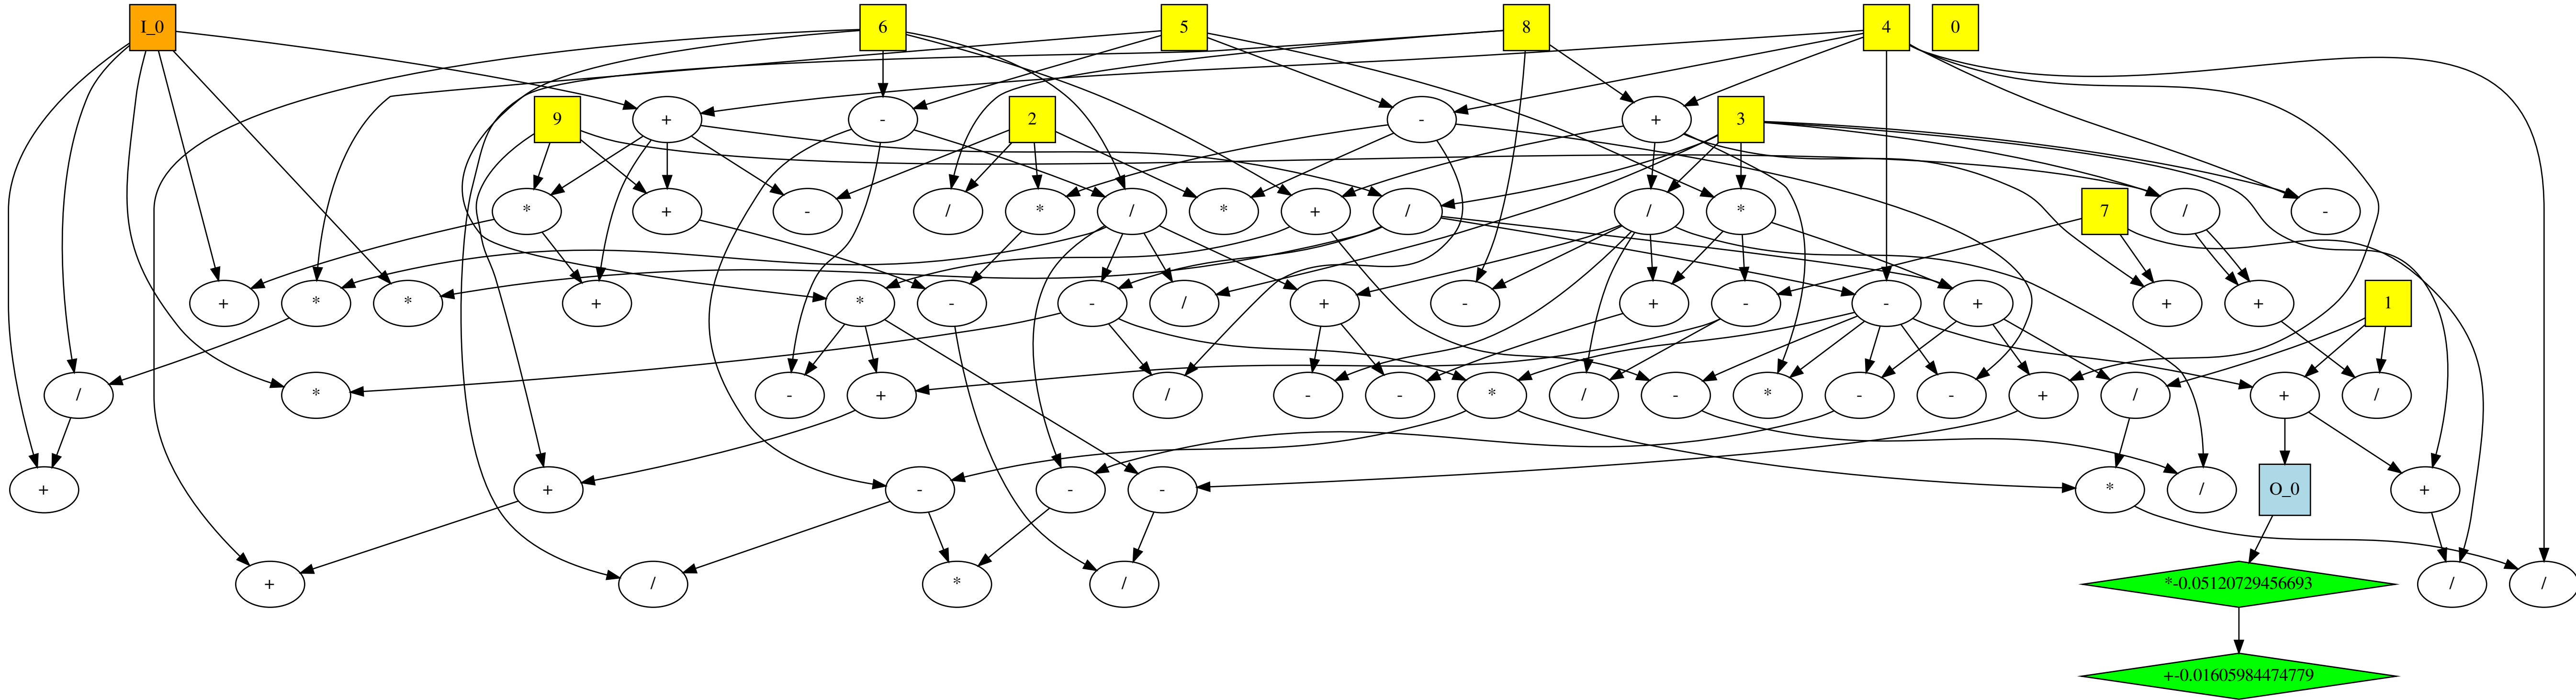 I_0 6 5 8 4 0
9 + - 2 - + 3
* + - / * / * + / / * 7 / -
+ * * + * - - / + - + - - + + + 1
/ * - + / - - * / - * - - + / + /
+ + - - - * / O_0 +
+ / * / *-0.05120729456693 / /
+-0.01605984474779